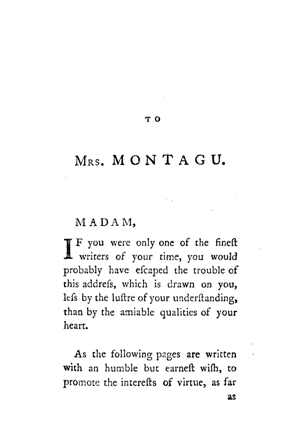 TO
MRS. MONTAGU.
MADAM,
IF you were only one of the fineſt
writers of your time, you would
probably have eſcaped the trouble of
this addreſs, which is drawn on you,
leſs by the luſtre of your underſtanding,
than by the amiable qualities of your
heart.
As the following pages are written
with an humble but earneſt wiſh, to
promote the intereſts of virtue, as far
as